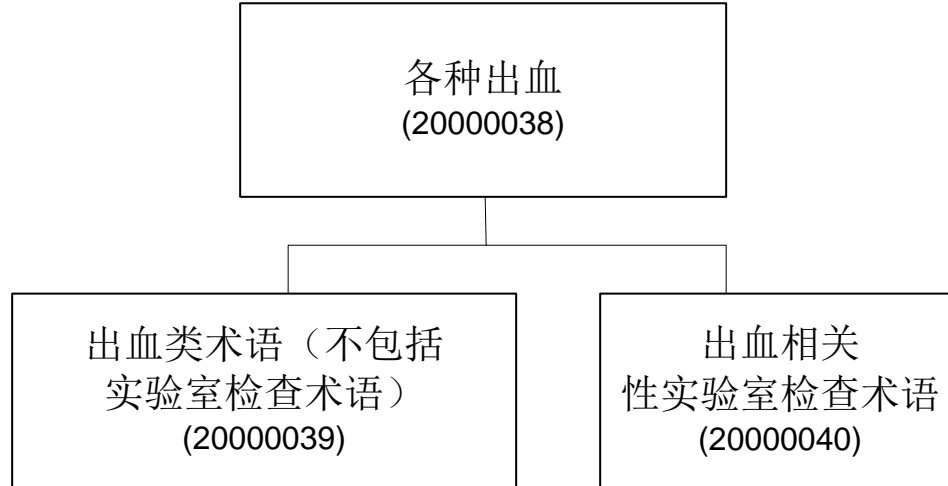 各种出血
(20000038)
出血类术语（不包括
实验室检查术语）
(20000039)
出血相关
性实验室检查术语
(20000040)